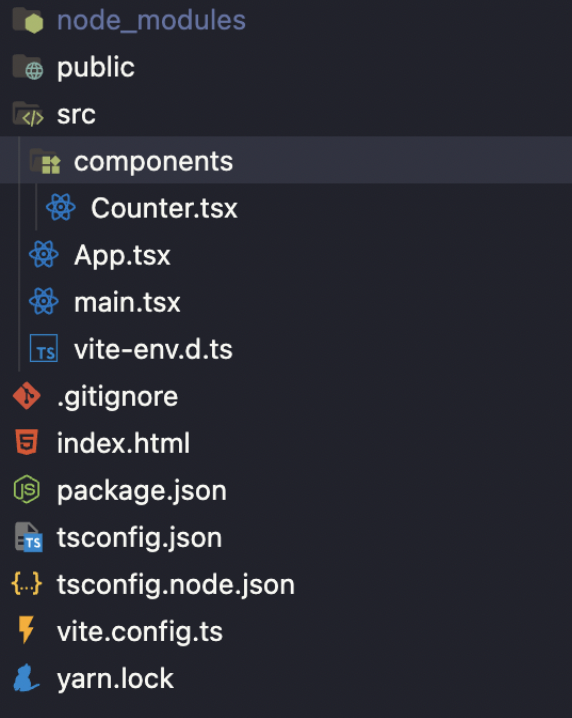 node_modules
public
src
components
Counter.tsx
App.tsx
main.tsx
TS vite-env.d.ts
.gitignore
index.html
JS package.json
TS tsconfig.json
{...} tsconfig.node.json
vite.config.ts
yarn.lock